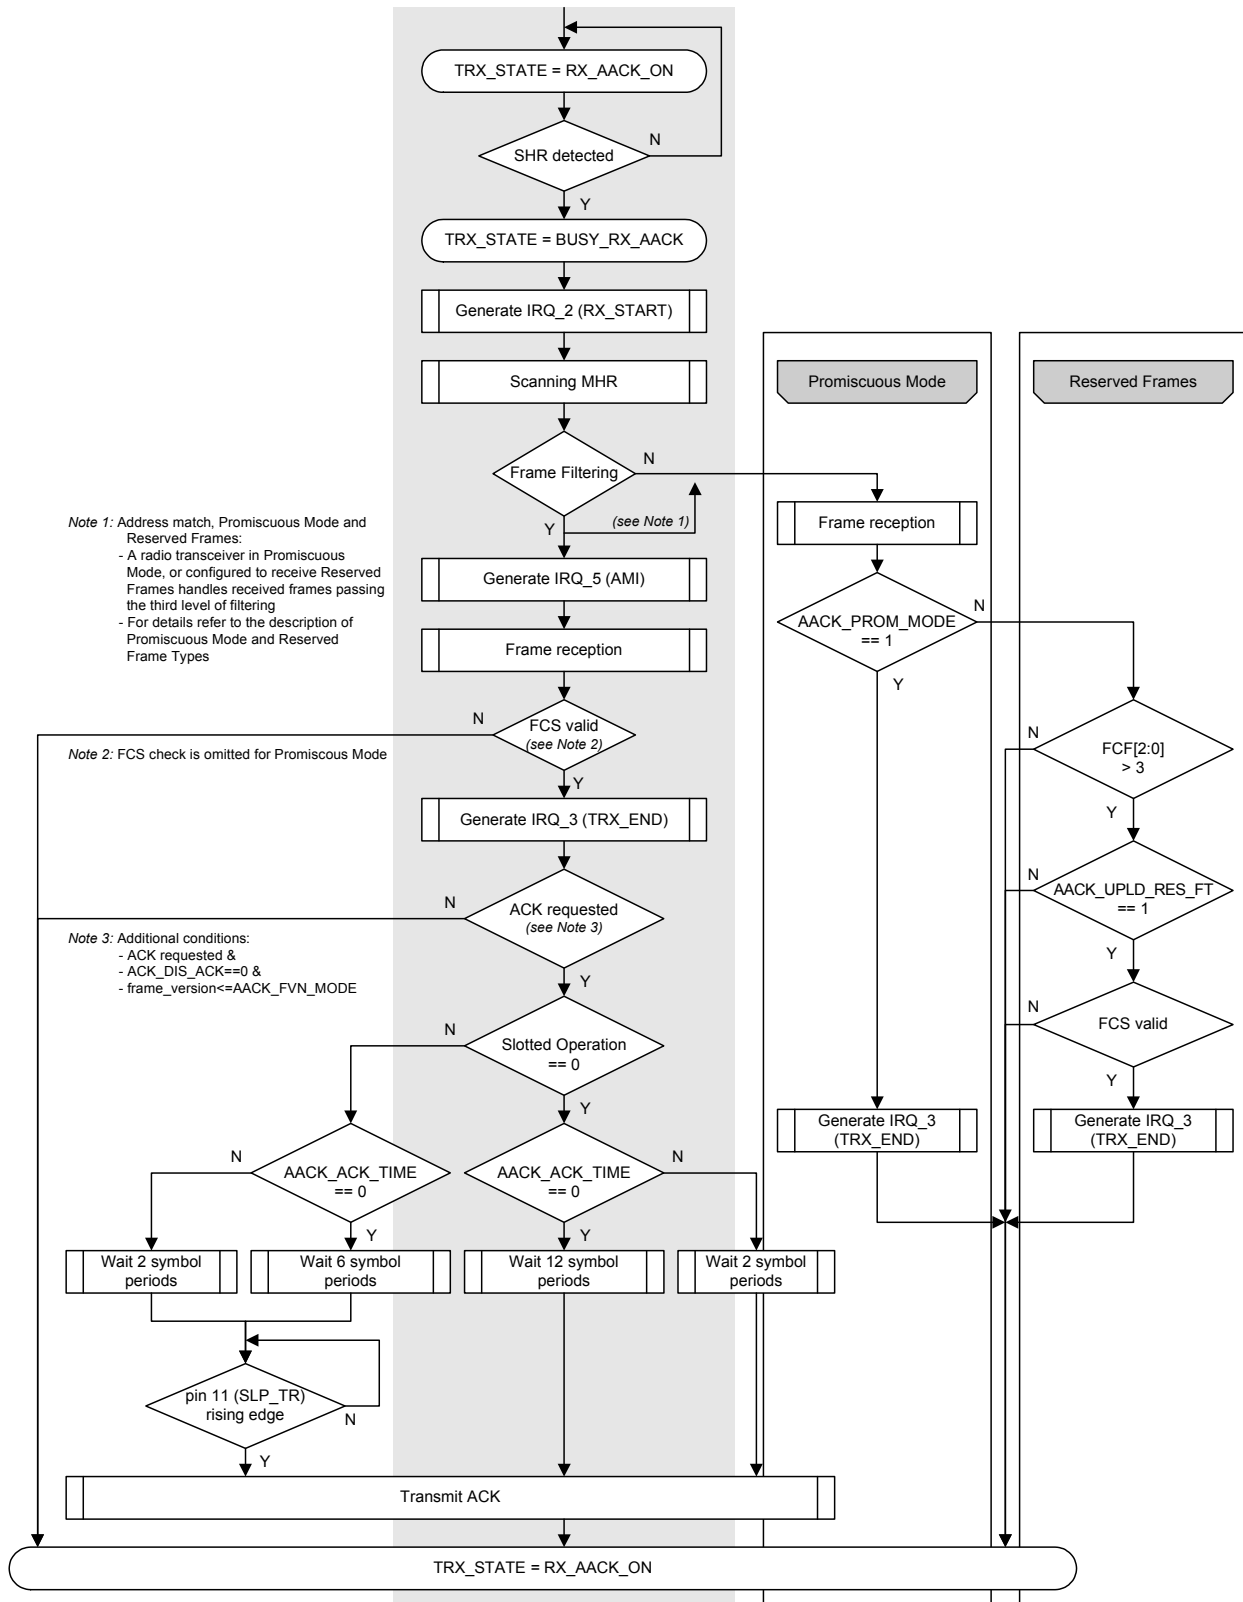 TRX_STATE = RX_AACK_ON
SHR detected
N
Y
TRX_STATE = BUSY_RX_AACK
Generate IRQ_2 (RX_START)
Scanning MHR
Promiscuous Mode
Reserved Frames
Frame Filtering
N
Y
(see Note 1)
Frame reception
Note 1: Address match, Promiscuous Mode and
Reserved Frames:
- A radio transceiver in Promiscuous
Mode, or configured to receive Reserved
Frames handles received frames passing
the third level of filtering
- For details refer to the description of
Promiscuous Mode and Reserved
Frame Types
Generate IRQ_5 (AMI)
AACK_PROM_MODE
== 1
N
Y
Frame reception
FCS valid
(see Note 2)
N
Y
Note 2: FCS check is omitted for Promiscous Mode
FCF[2:0]
> 3
N
Y
Generate IRQ_3 (TRX_END)
ACK requested
(see Note 3)
N
Y
AACK_UPLD_RES_FT
== 1
N
Y
Note 3: Additional conditions:
- ACK requested &
- ACK_DIS_ACK==0 &
- frame_version<=AACK_FVN_MODE
Slotted Operation
== 0
N
Y
FCS valid
N
Y
Generate IRQ_3
(TRX_END)
Generate IRQ_3
(TRX_END)
AACK_ACK_TIME
== 0
N
Y
AACK_ACK_TIME
== 0
N
Y
Wait 2 symbol
periods
Wait 6 symbol
periods
Wait 12 symbol
periods
Wait 2 symbol
periods
pin 11 (SLP_TR)
rising edge
N
Y
Transmit ACK
TRX_STATE = RX_AACK_ON